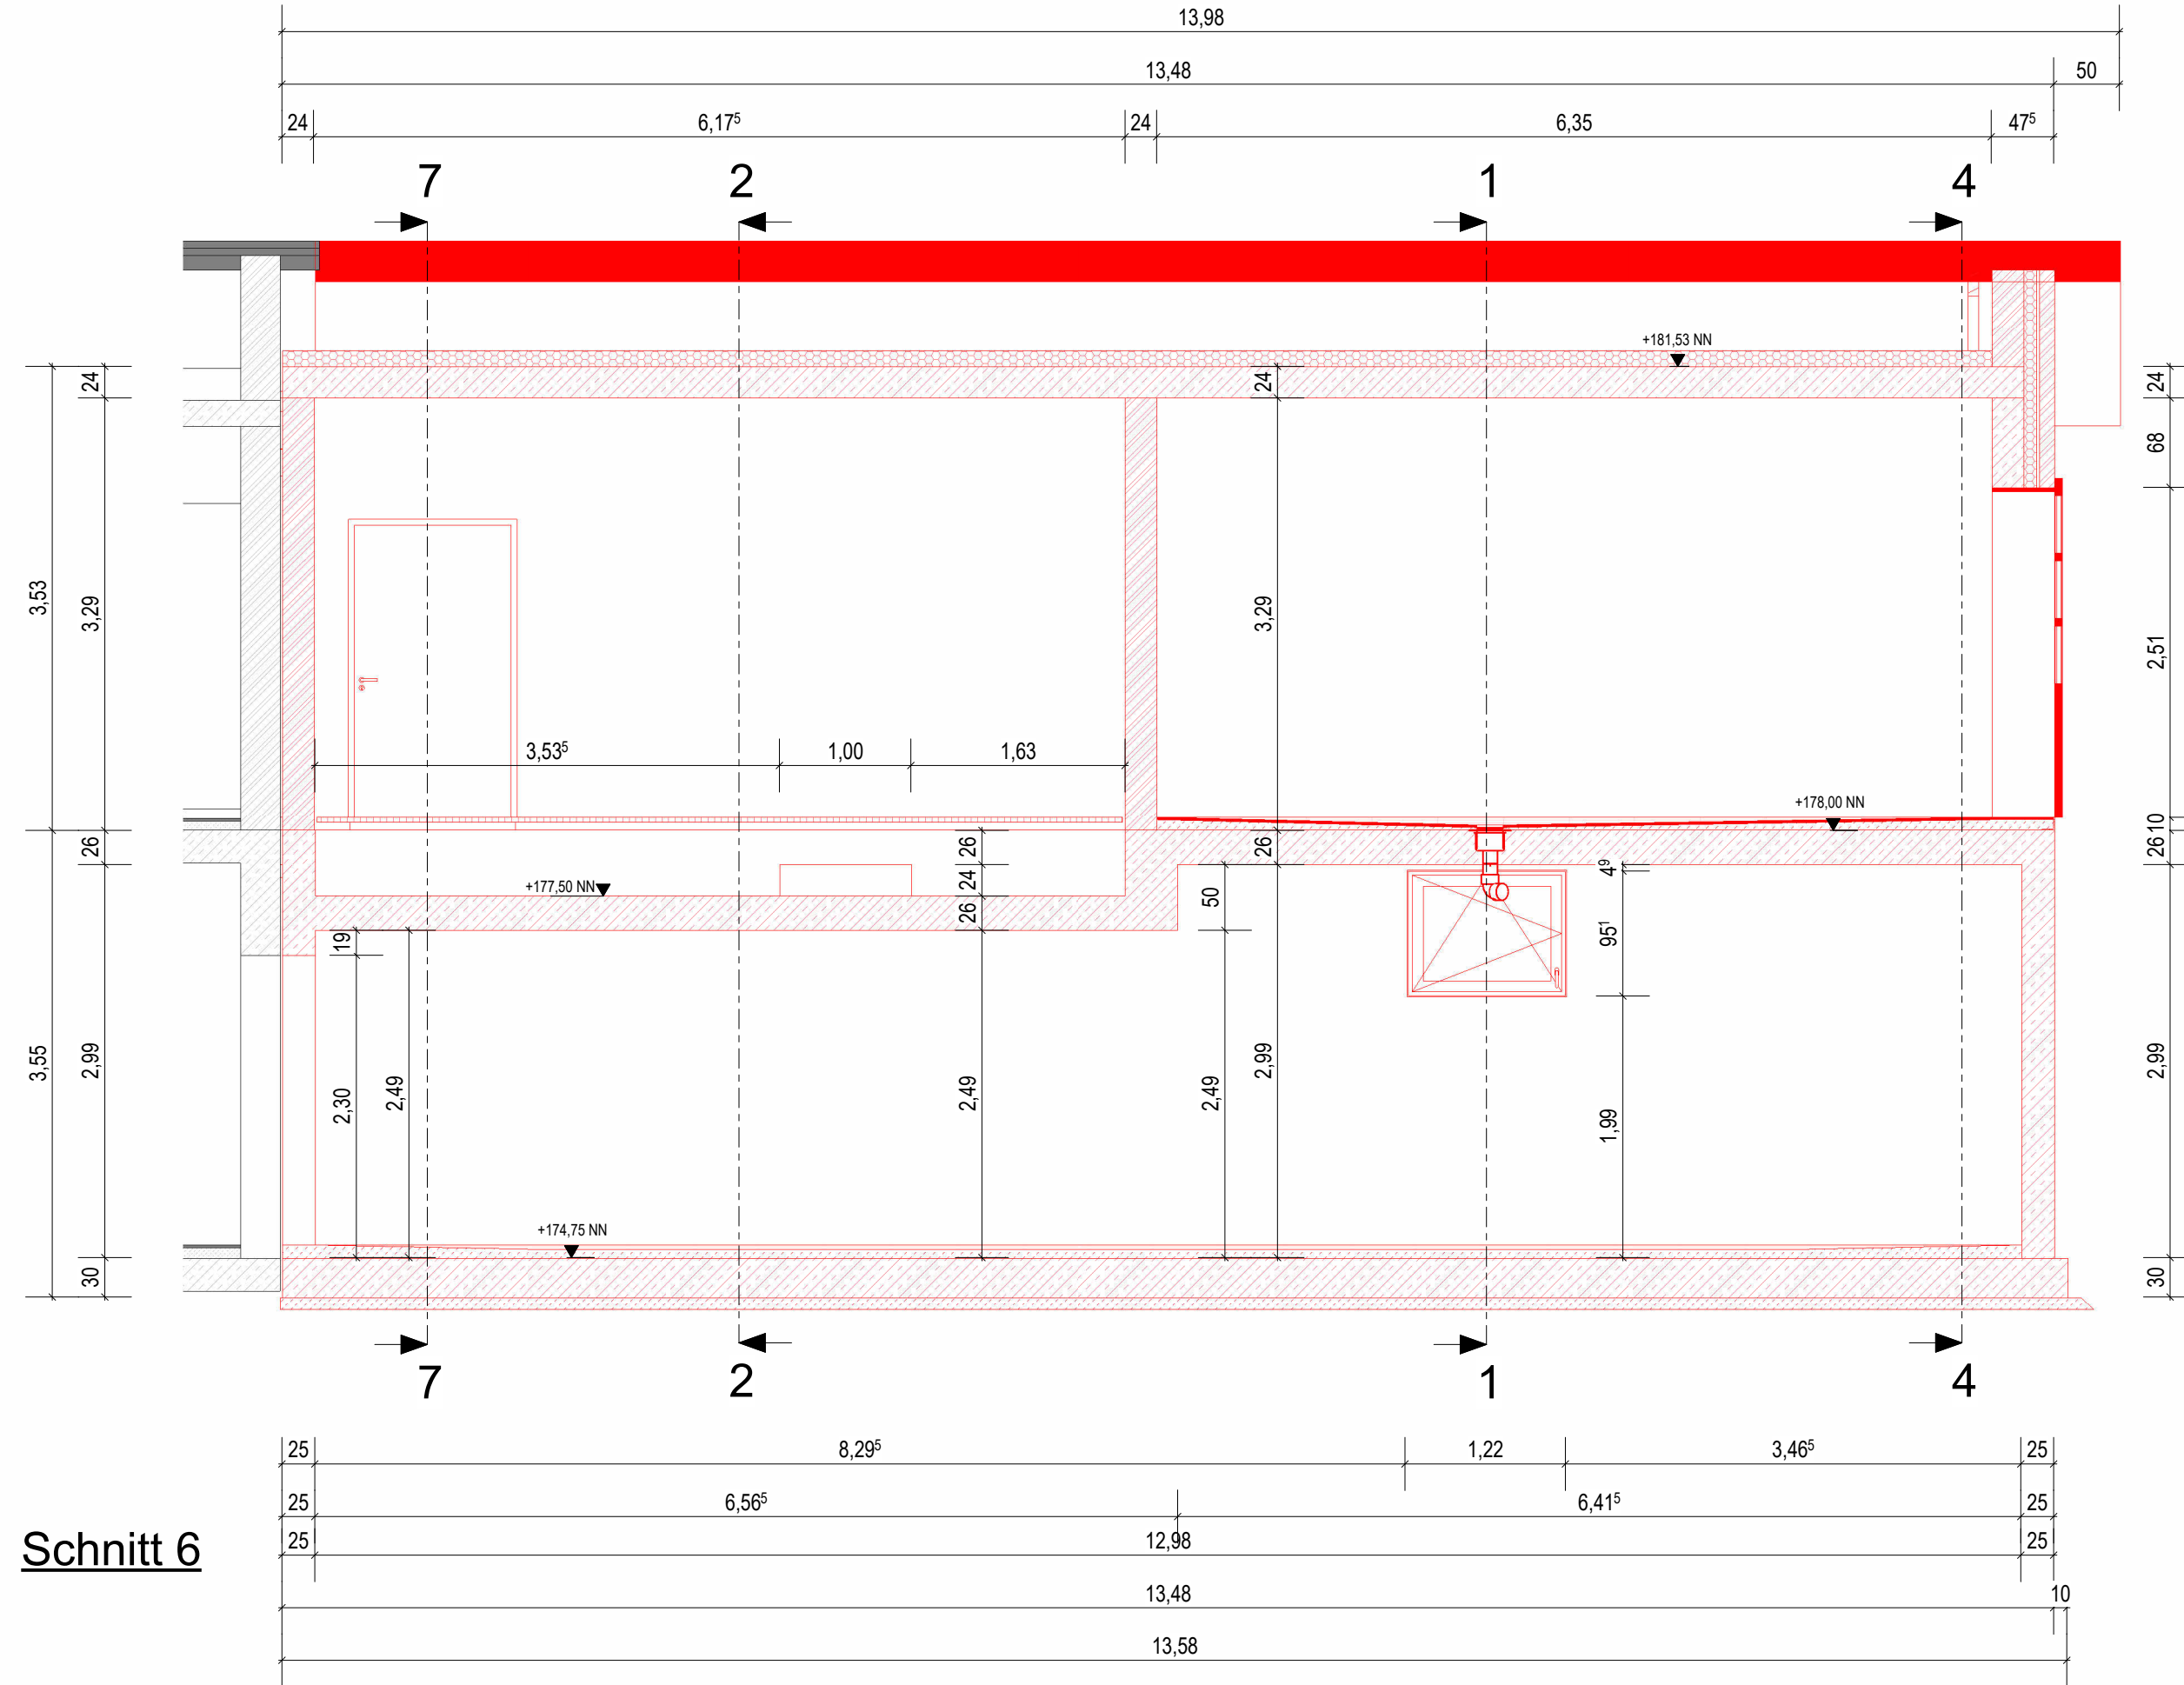 13,98
13,48 50
24 6,17⁵ 24 6,35 47⁵
7 2 1 4
+181,53 NN
24 24 24
68
3,53 3,29 3,29 2,51
3,53⁵ 1,00 1,63
+178,00 NN
10
26 26 26 26
4⁹
24
+177,50 NN
50
26
19
95¹
3,55 2,99 2,30 2,49 2,49 2,49 2,99 1,99 2,99
+174,75 NN
30 30
7 2 1 4
25 8,29⁵ 1,22 3,46⁵ 25
25 6,56⁵ 6,41⁵ 25
25 12,98 25
Schnitt 6
13,48 10
13,58